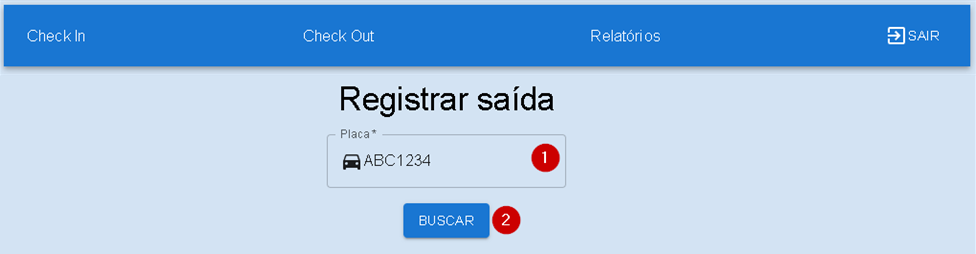 Check In Check Out Relatórios SAIR
Registrar saída
Placa*
ABC1234 1
BUSCAR 2